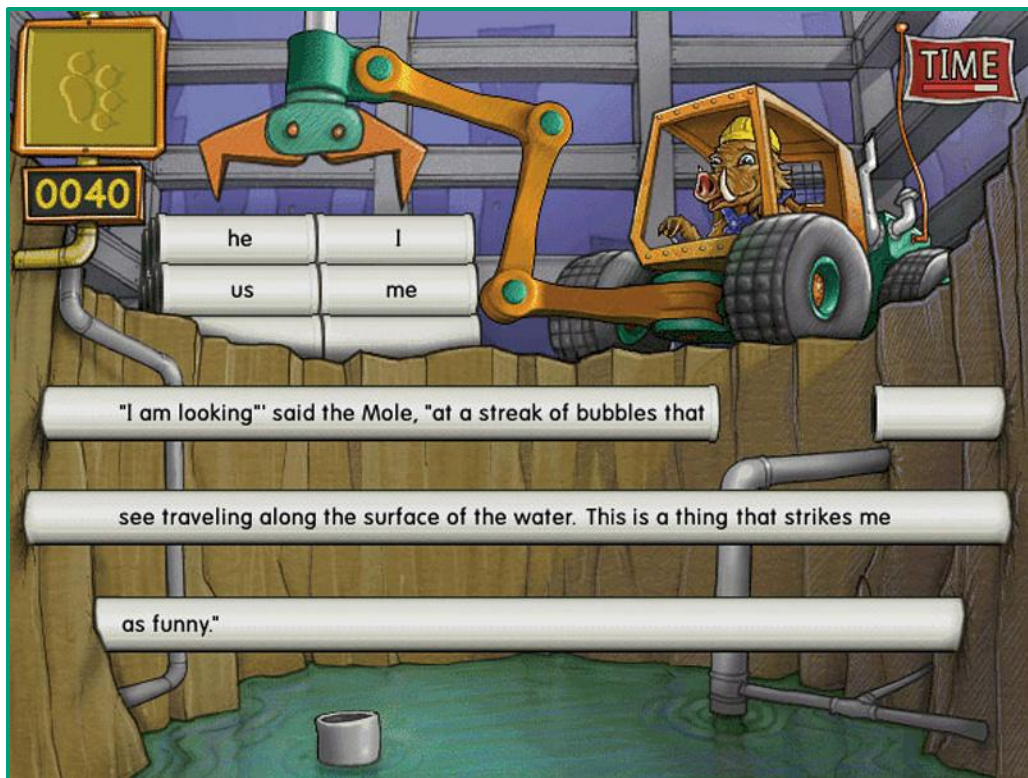 TIME
0040
he I
us me
"I am looking"' said the Mole, "at a streak of bubbles that
see traveling along the surface of the water. This is a thing that strikes me
as funny."